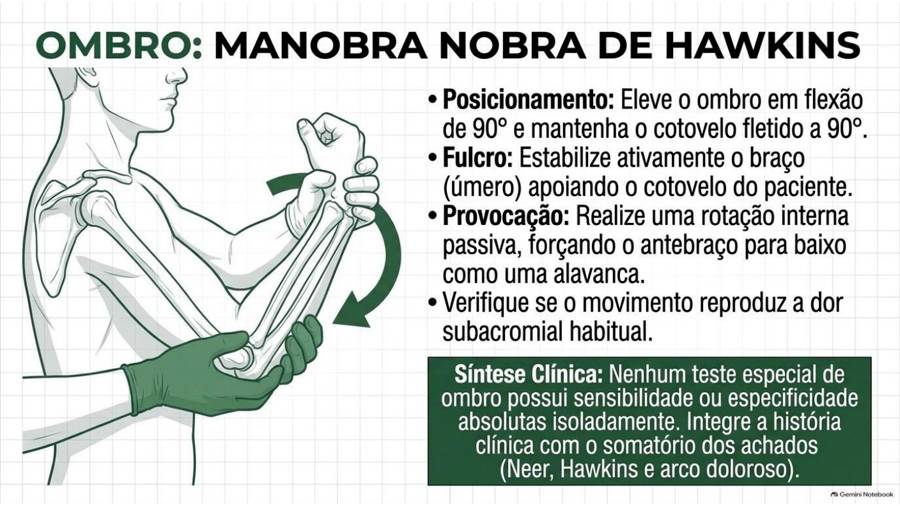 OMBRO: MANOBRA NOBRA DE HAWKINS
• Posicionamento: Eleve o ombro em flexão
de 90° e mantenha o cotovelo fletido a 90°.
• Fulcro: Estabilize ativamente o braço
(úmero) apoiando o cotovelo do paciente.
• Provocação: Realize uma rotação interna
passiva, forçando o antebraço para baixo
como uma alavanca.
• Verifique se o movimento reproduz a dor
subacromial habitual.
Síntese Clínica: Nenhum teste especial de
ombro possui sensibilidade ou especificidade
absolutas isoladamente. Integre a história
clínica com o somatório dos achados
(Neer, Hawkins e arco doloroso).
Gemini Notebook